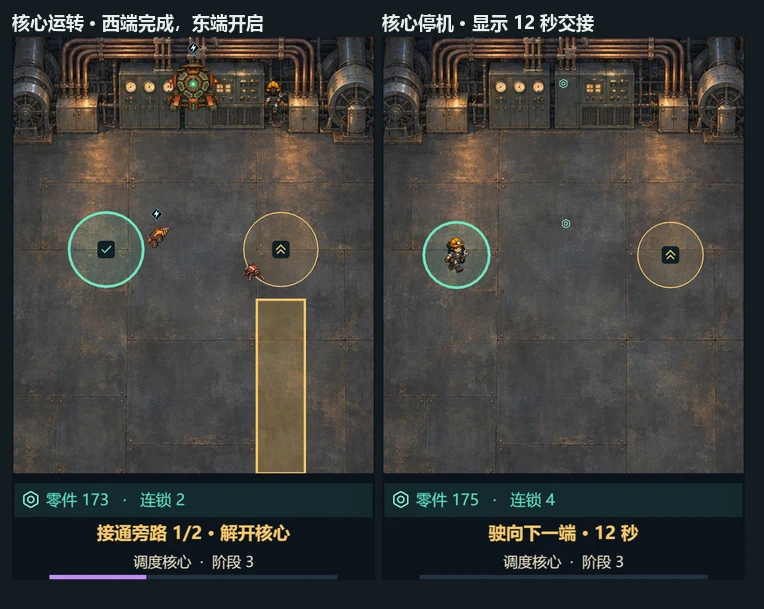 核心运转·西端完成，东端开启
零件 173 · 连锁 2
接通旁路 1/2·解开核心
调度核心 · 阶段 3
核心停机·显示 12 秒交接
零件 175 · 连锁 4
驶向下一端·12 秒
调度核心 · 阶段 3